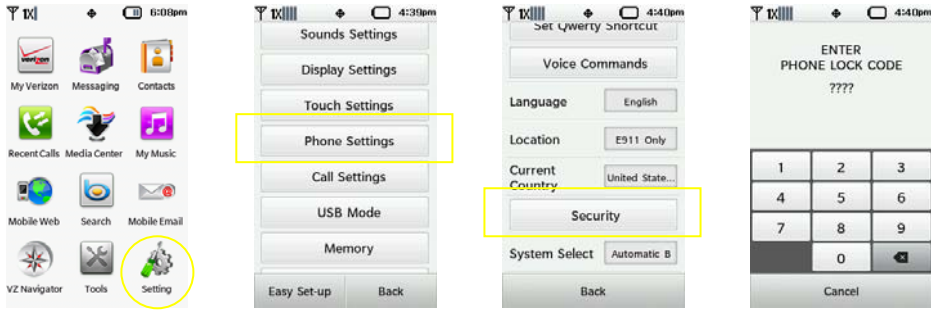 1X
6:08pm
verizon
My Verizon
Messaging
Contacts
Recent Calls
Media Center
My Music
Mobile Web
Search
Mobile Email
VZ Navigator
Tools
Setting
1X
4:39pm
Sounds Settings
Display Settings
Touch Settings
Phone Settings
Call Settings
USB Mode
Memory
Easy Set-up
Back
1X
4:40pm
Set Qwerty Shortcut
Voice Commands
Language
English
Location
E911 Only
Current
Country
United State...
Security
System Select
Automatic B
Back
1X
4:40pm
ENTER
PHONE LOCK CODE
????
1 2 3
4 5 6
7 8 9
0
Cancel